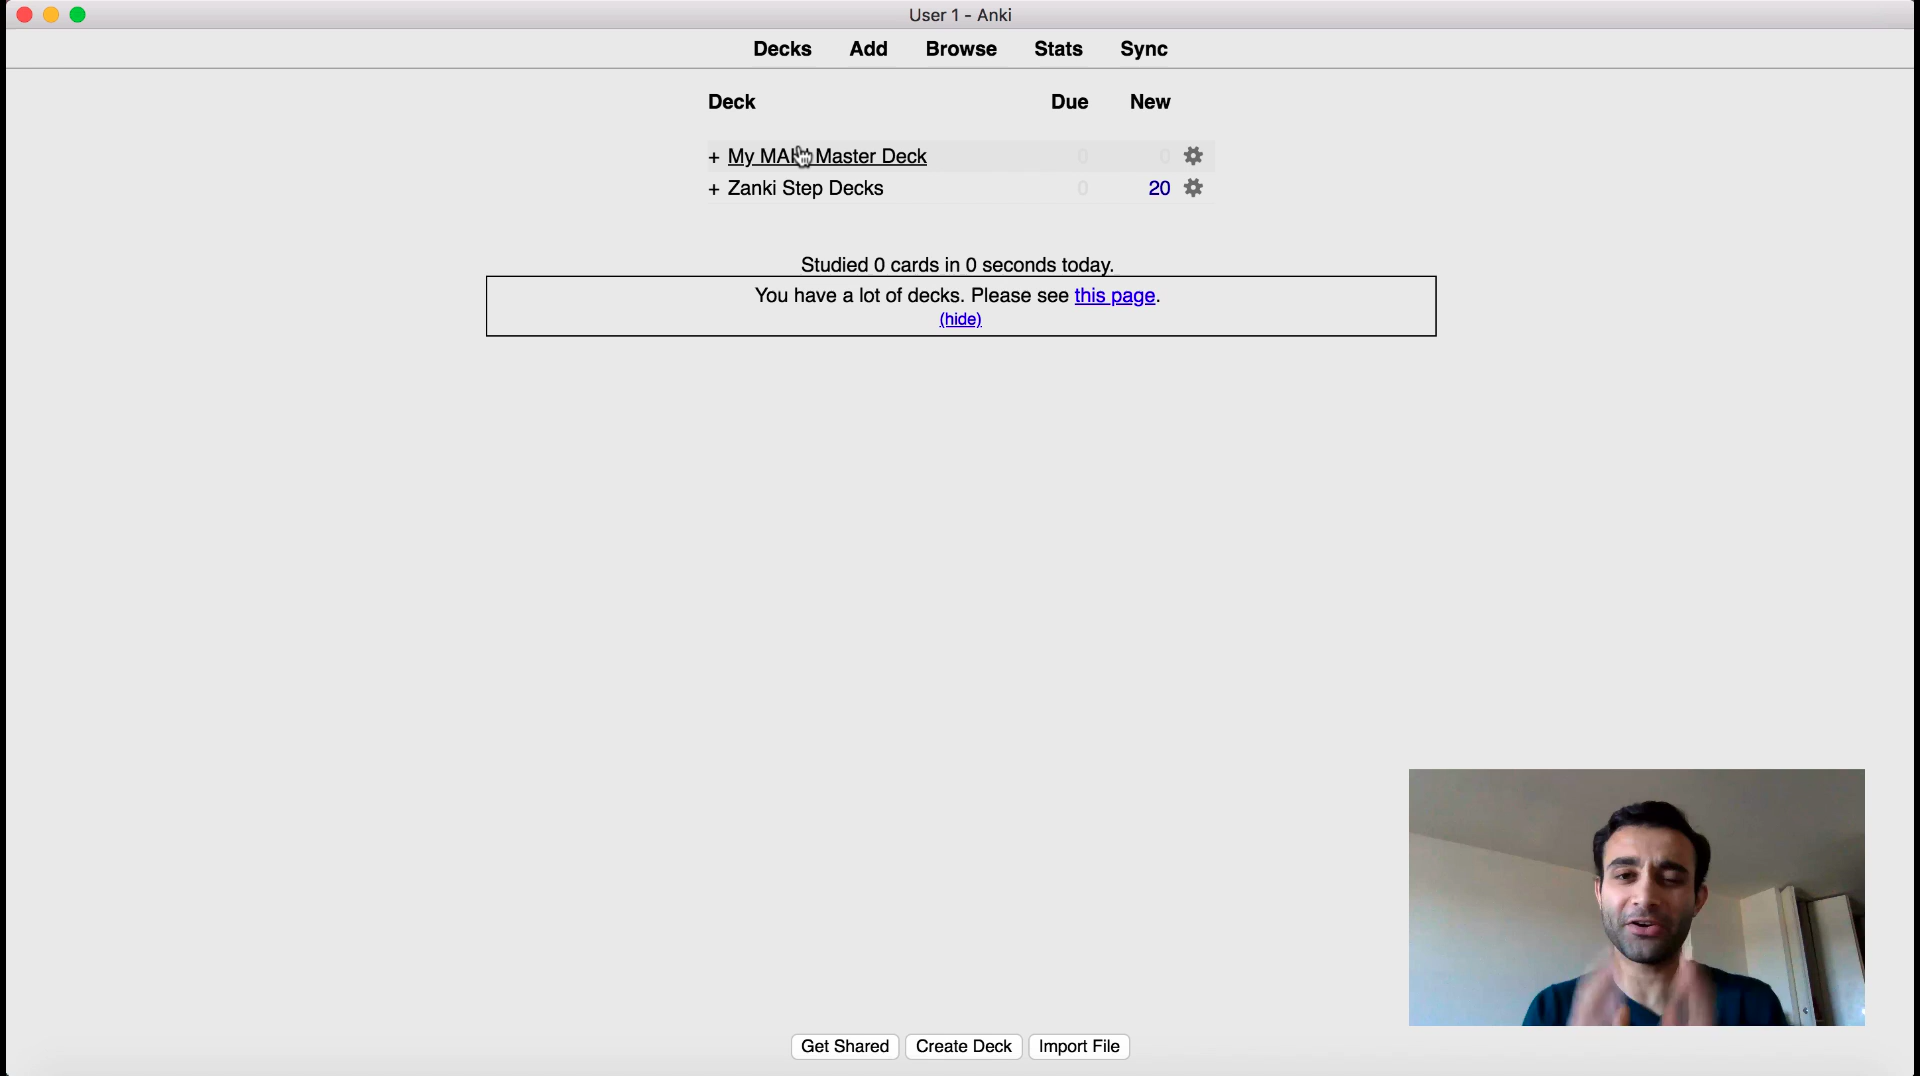 User 1 - Anki
Decks Add Browse Stats Sync
Deck Due New
+ My Master Deck 0 0
+ Zanki Step Decks 0 20
Studied 0 cards in 0 seconds today.
You have a lot of decks. Please see this page.
(hide)
Get Shared Create Deck Import File